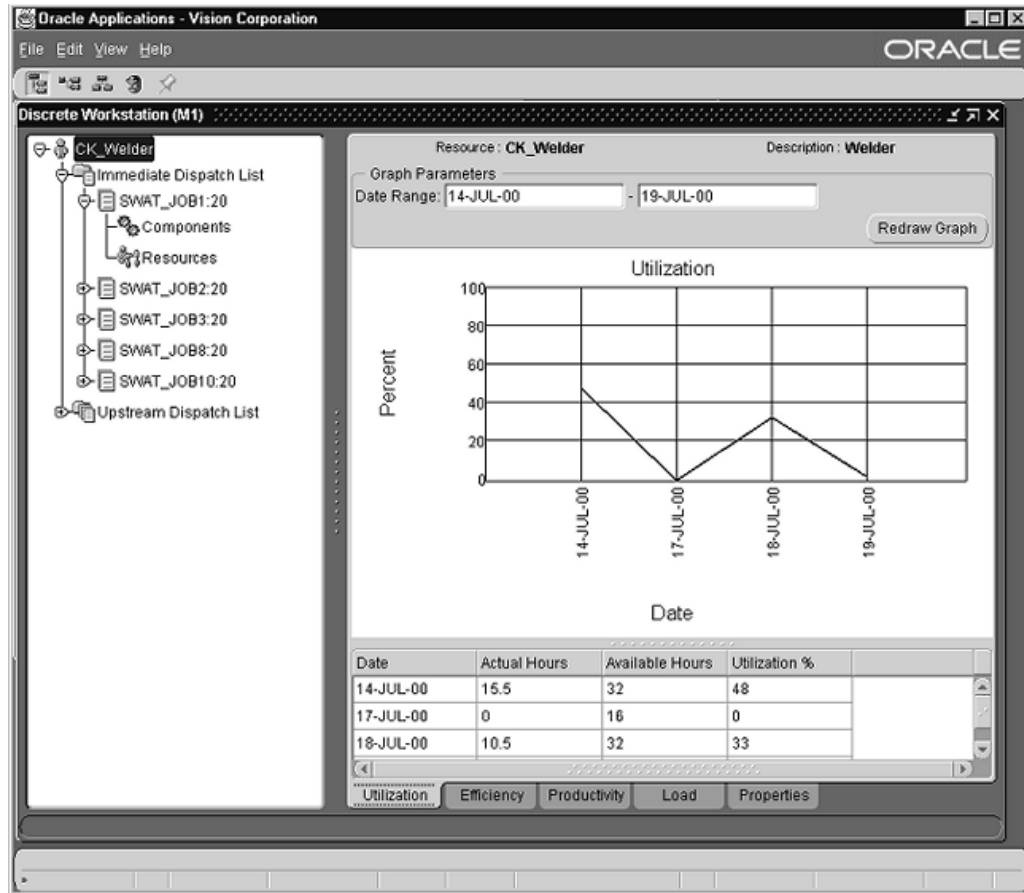 Oracle Applications - Vision Corporation
File Edit View Help
ORACLE
Discrete Workstation (M1)
CK_Welder
Immediate Dispatch List
SWAT_JOB1:20
Components
Resources
SWAT_JOB2:20
SWAT_JOB3:20
SWAT_JOB8:20
SWAT_JOB10:20
Upstream Dispatch List
Resource : CK_Welder Description : Welder
Graph Parameters
Date Range: 14-JUL-00 - 19-JUL-00
Redraw Graph
Utilization
Percent
100
80
60
40
20
0
14-JUL-00 17-JUL-00 18-JUL-00 19-JUL-00
Date
Date Actual Hours Available Hours Utilization %
14-JUL-00 15.5 32 48
17-JUL-00 0 16 0
18-JUL-00 10.5 32 33
Utilization Efficiency Productivity Load Properties